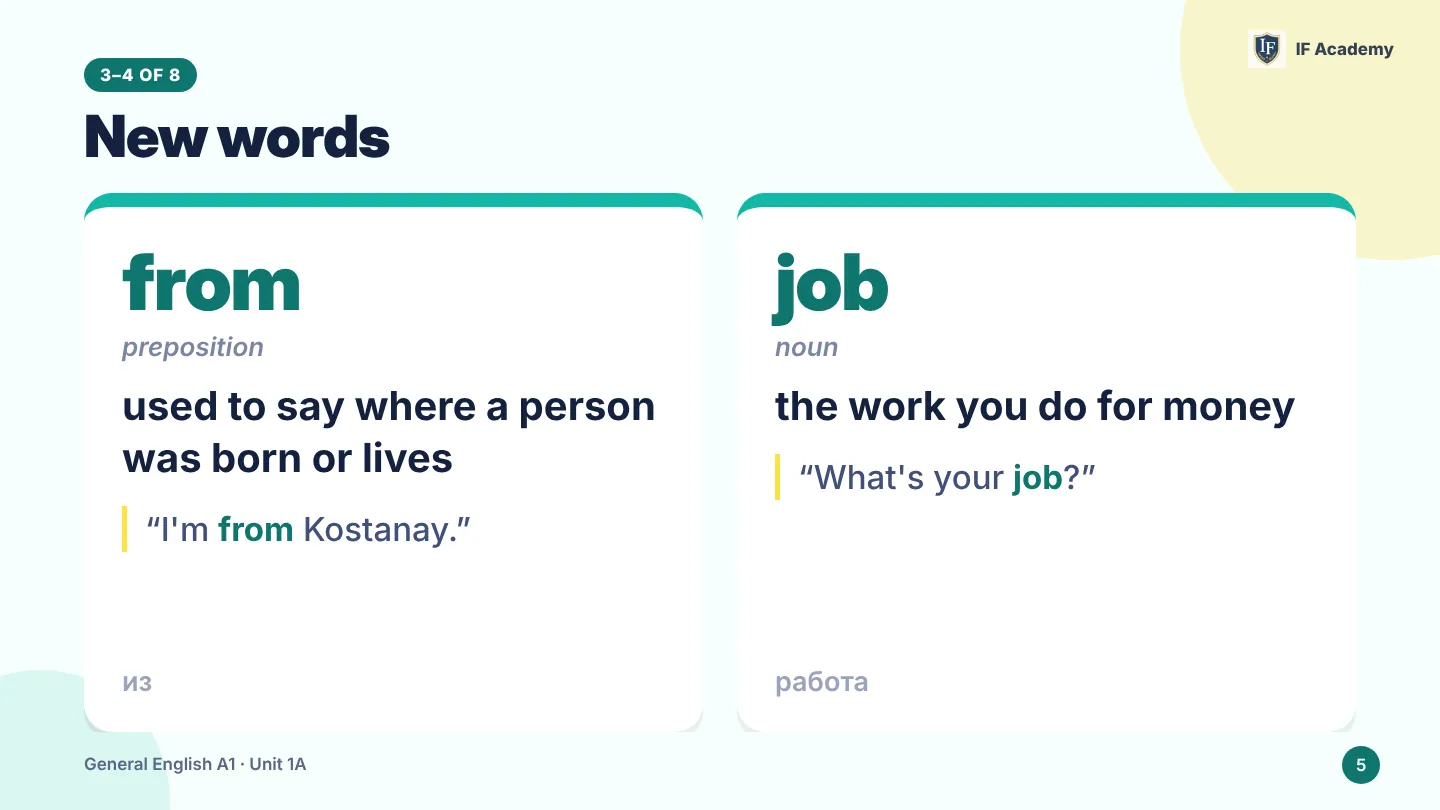 IF IF Academy
3–4 OF 8
New words
from
preposition
used to say where a person
was born or lives
“I'm from Kostanay.”
из
job
noun
the work you do for money
“What's your job?”
работа
General English A1 · Unit 1A
5